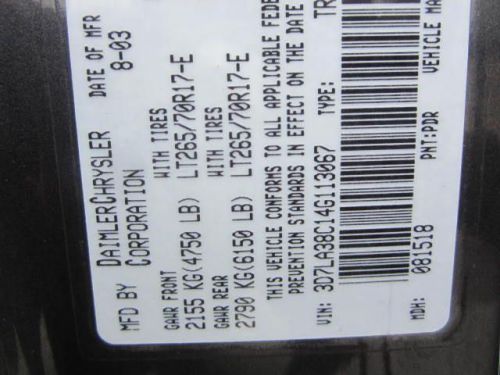 MFD BY DAIMLERCHRYSLER CORPORATION DATE OF MFR 8-03
GAWR FRONT WITH TIRES
2155 KG(4750 LB) LT265/70R17-E
GAWR REAR WITH TIRES
2790 KG(6150 LB) LT265/70R17-E
THIS VEHICLE CONFORMS TO ALL APPLICABLE FEDE
PREVENTION STANDARDS IN EFFECT ON THE DATE
VIN: 3D7LA38C14G113067 TYPE: TR
MDH: 081518 PNT:PDR VEHICLE MA